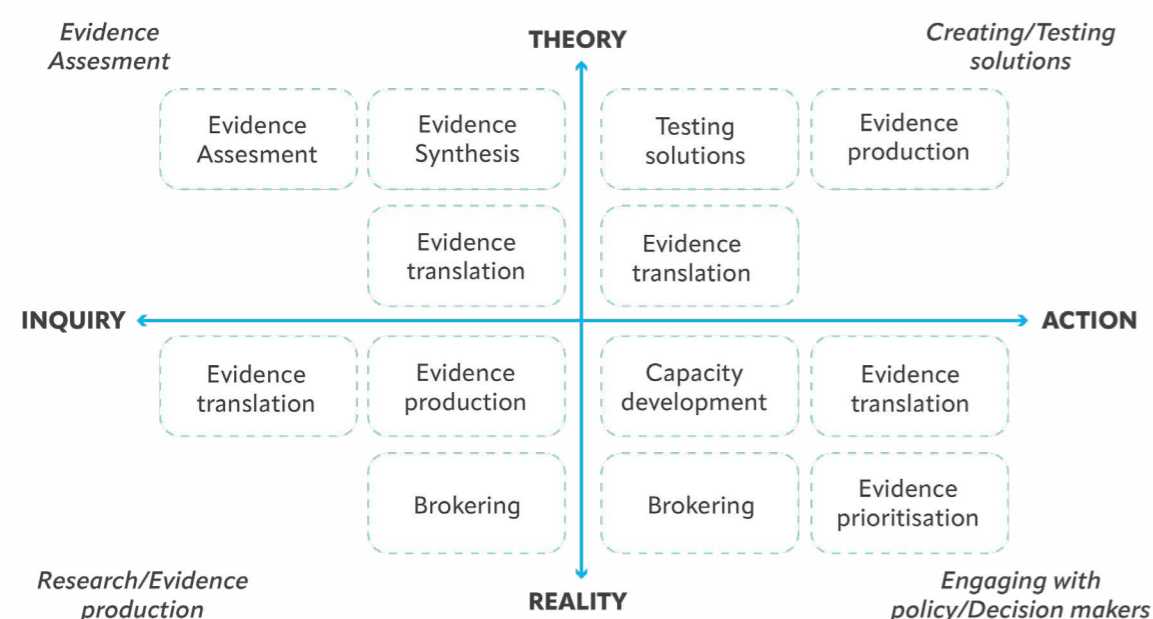 Evidence
Assesment
THEORY
Creating/Testing
solutions
Evidence
Assesment
Evidence
Synthesis
Testing
solutions
Evidence
production
Evidence
translation
Evidence
translation
INQUIRY
ACTION
Evidence
translation
Evidence
production
Capacity
development
Evidence
translation
Brokering
Brokering
Evidence
prioritisation
Research/Evidence
production
REALITY
Engaging with
policy/Decision makers